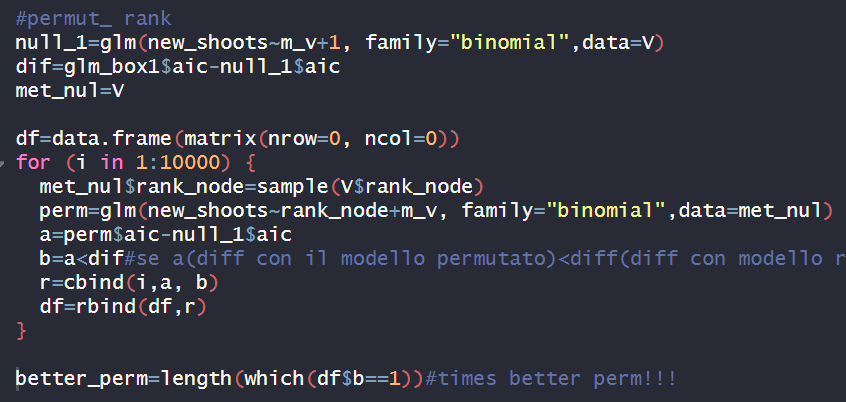 #permut_ rank
null_1=glm(new_shoots~m_v+1, family="binomial",data=V)
dif=glm_box1$aic-null_1$aic
met_nul=V
df=data.frame(matrix(nrow=0, ncol=0))
for (i in 1:10000) {
met_nul$rank_node=sample(V$rank_node)
perm=glm(new_shoots~rank_node+m_v, family="binomial",data=met_nul)
a=perm$aic-null_1$aic
b=a<dif#se a(diff con il modello permutato)<diff(diff con modello r
r=cbind(i,a, b)
df=rbind(df,r)
}
better_perm=length(which(df$b==1))#times better perm!!!